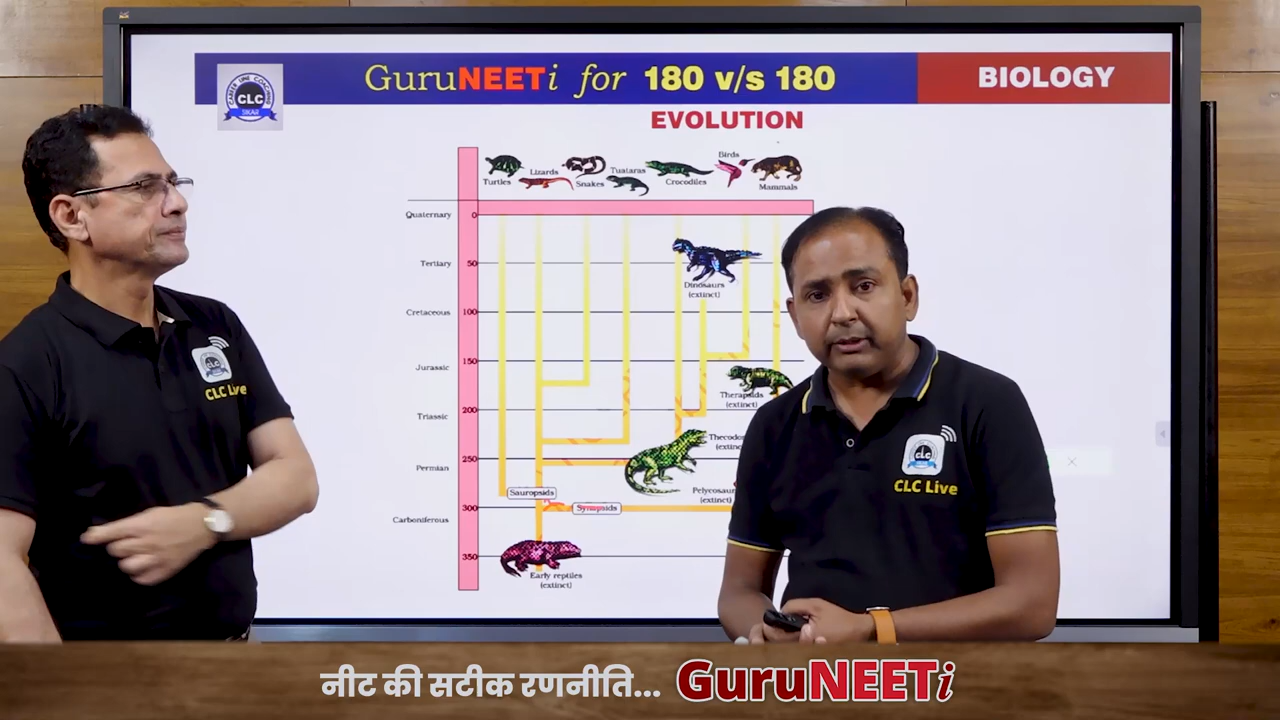 GuruNEETi for 180 v/s 180
BIOLOGY
CLC
SIKAR
EVOLUTION
Turtles
Lizards
Snakes
Tuataras
Crocodiles
Birds
Mammals
Quaternary
0
Tertiary
50
Dinosaurs
(extinct)
Cretaceous
100
150
Jurassic
Therapsids
(extinct)
200
Triassic
250
Permian
Sauropsids
Synapsids
300
Carboniferous
350
Early reptiles
(extinct)
CLC Live
CLC Live
नीट की सटीक रणनीति... GuruNEETi